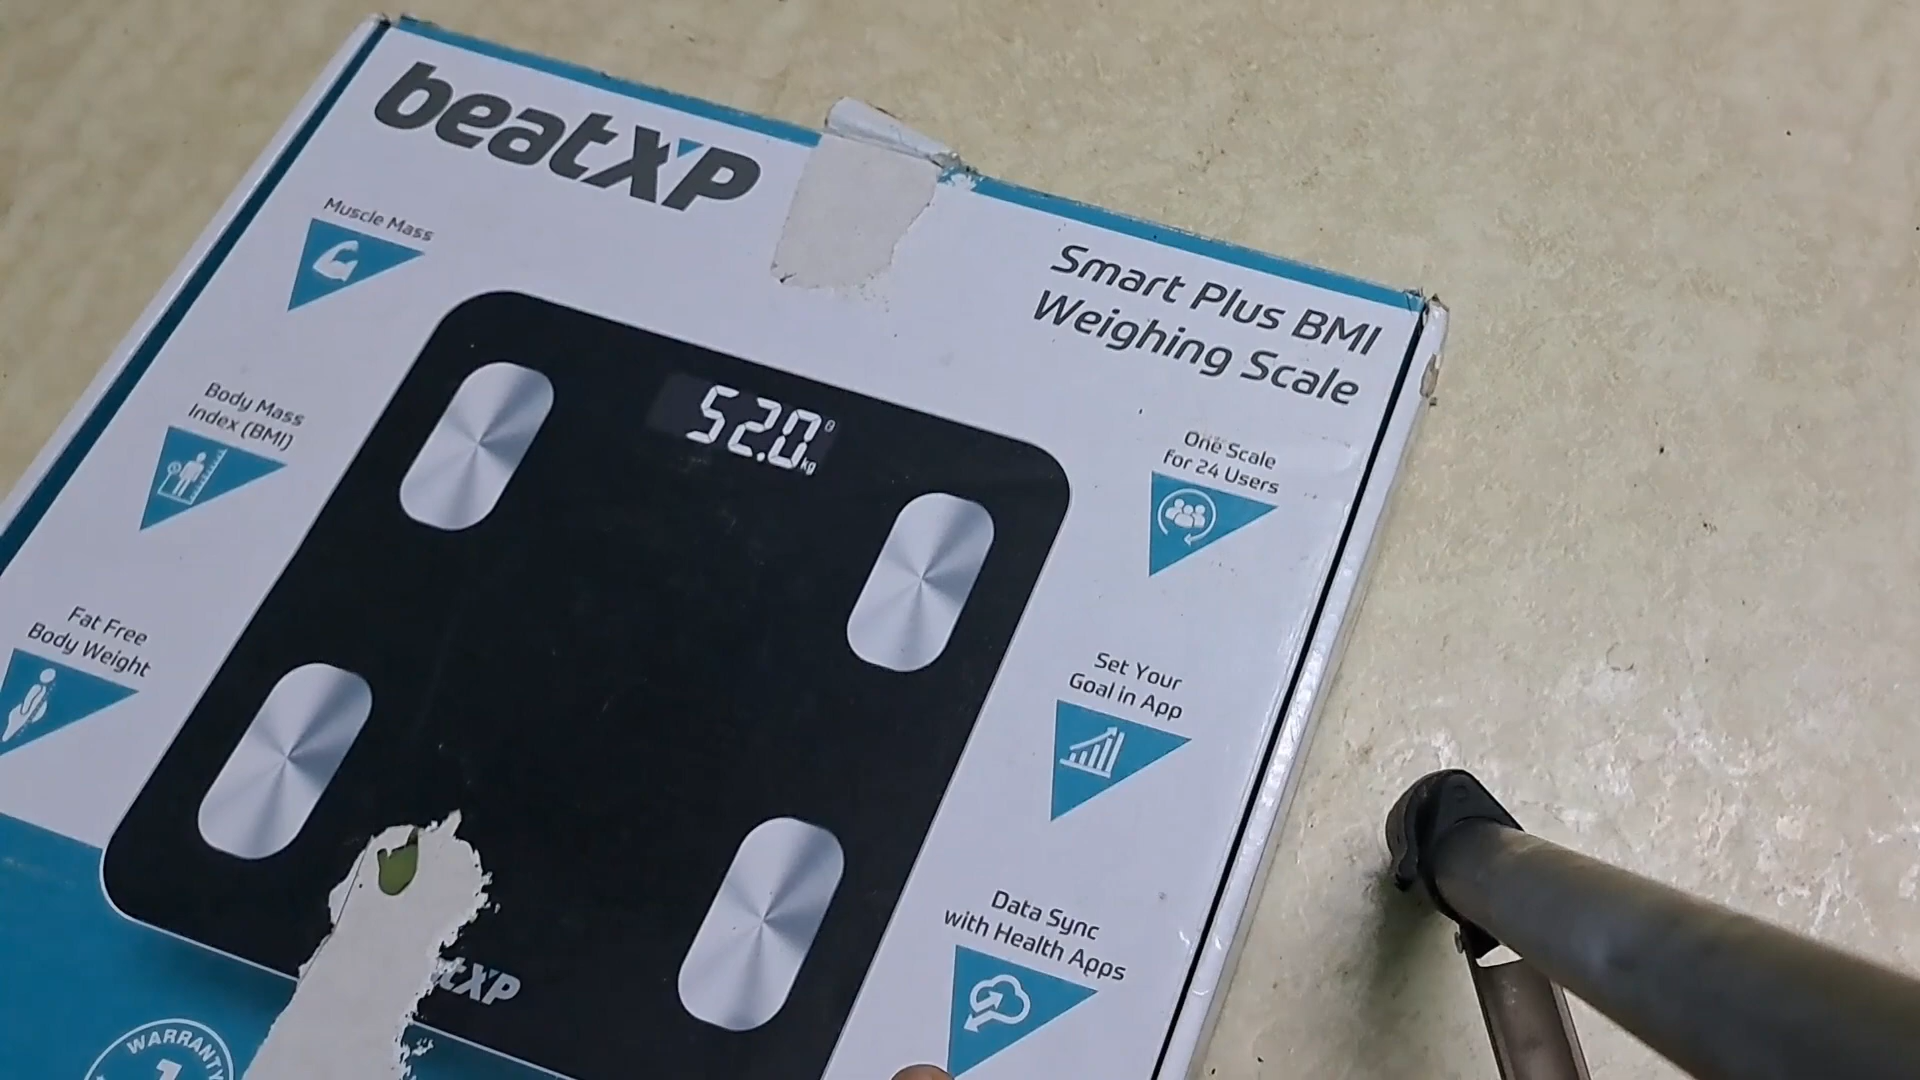 beatXP
Smart Plus BMI
Weighing Scale
Muscle Mass
Body Mass
Index (BMI)
Fat Free
Body Weight
52.0
kg
One Scale
for 24 Users
Set Your
Goal in App
Data Sync
with Health Apps
tXP
WARRANTY
1